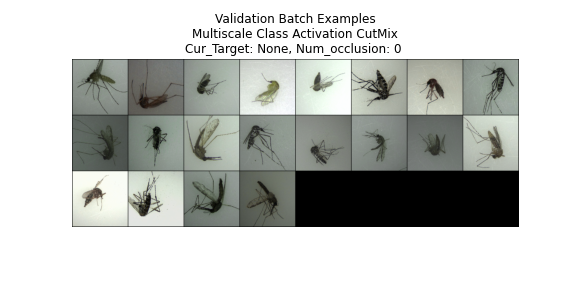 Validation Batch Examples
Multiscale Class Activation CutMix
Cur_Target: None, Num_occlusion: 0